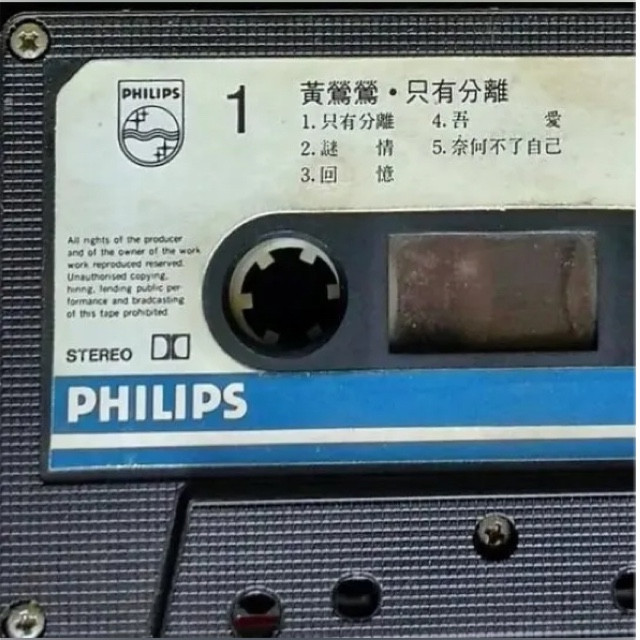 PHILIPS
1
黃鶯鶯・只有分離
1.只有分離 4.吾 愛
2.謎 情 5.奈何不了自己
3.回 憶
All rights of the producer
and of the owner of the work
work reproduced reserved.
Unauthorised copying,
hiring, lending public per
formance and bradcasting
of this tape prohibited.
STEREO
PHILIPS